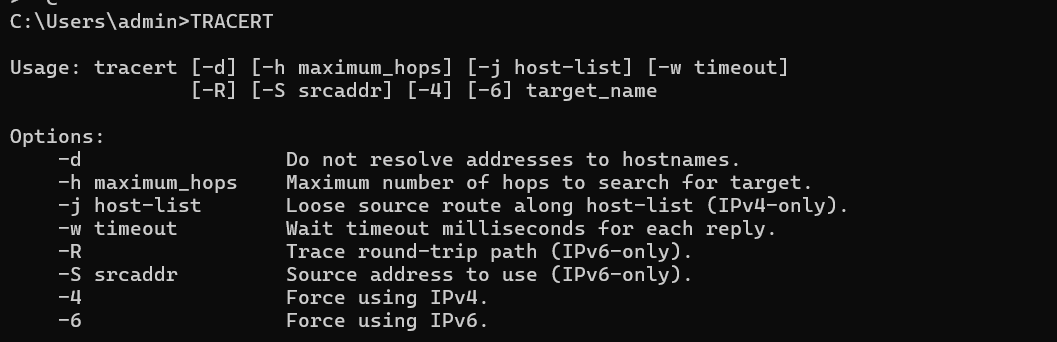 C:\Users\admin>TRACERT
Usage: tracert [-d] [-h maximum_hops] [-j host-list] [-w timeout]
               [-R] [-S srcaddr] [-4] [-6] target_name
Options:
    -d                 Do not resolve addresses to hostnames.
    -h maximum_hops    Maximum number of hops to search for target.
    -j host-list       Loose source route along host-list (IPv4-only).
    -w timeout         Wait timeout milliseconds for each reply.
    -R                 Trace round-trip path (IPv6-only).
    -S srcaddr         Source address to use (IPv6-only).
    -4                 Force using IPv4.
    -6                 Force using IPv6.